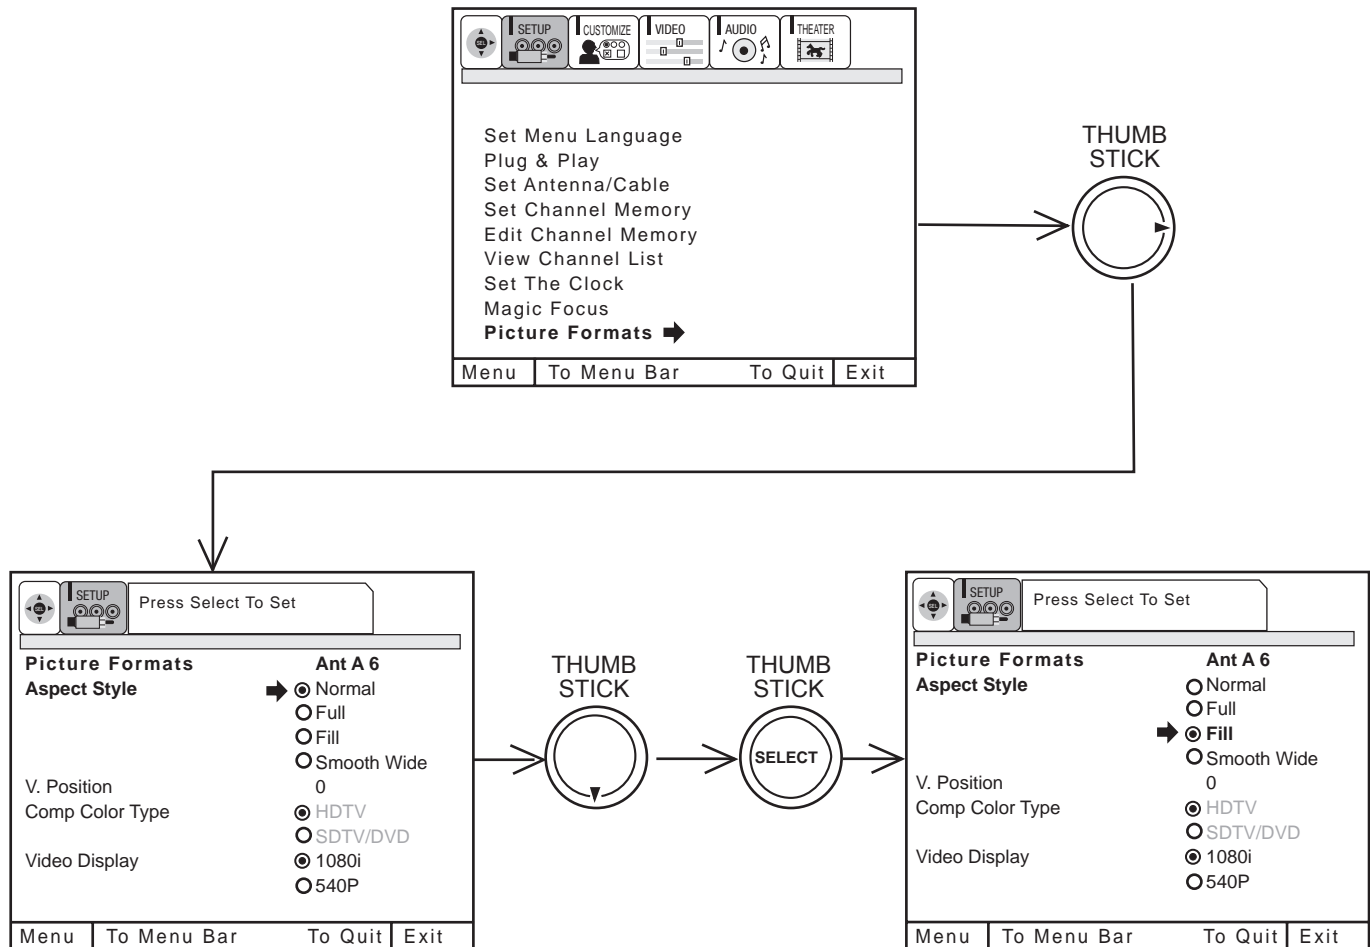 SETUP CUSTOMIZE VIDEO AUDIO THEATER
SEL
Set Menu Language
Plug & Play
Set Antenna/Cable
Set Channel Memory
Edit Channel Memory
View Channel List
Set The Clock
Magic Focus
Picture Formats
Menu To Menu Bar To Quit Exit
THUMB
STICK
SETUP
SEL
Press Select To Set
Picture Formats Ant A 6
Aspect Style Normal
Full
Fill
Smooth Wide
V. Position 0
Comp Color Type HDTV
SDTV/DVD
Video Display 1080i
540P
Menu To Menu Bar To Quit Exit
THUMB
STICK
THUMB
STICK
SELECT
SETUP
SEL
Press Select To Set
Picture Formats Ant A 6
Aspect Style Normal
Full
Fill
Smooth Wide
V. Position 0
Comp Color Type HDTV
SDTV/DVD
Video Display 1080i
540P
Menu To Menu Bar To Quit Exit